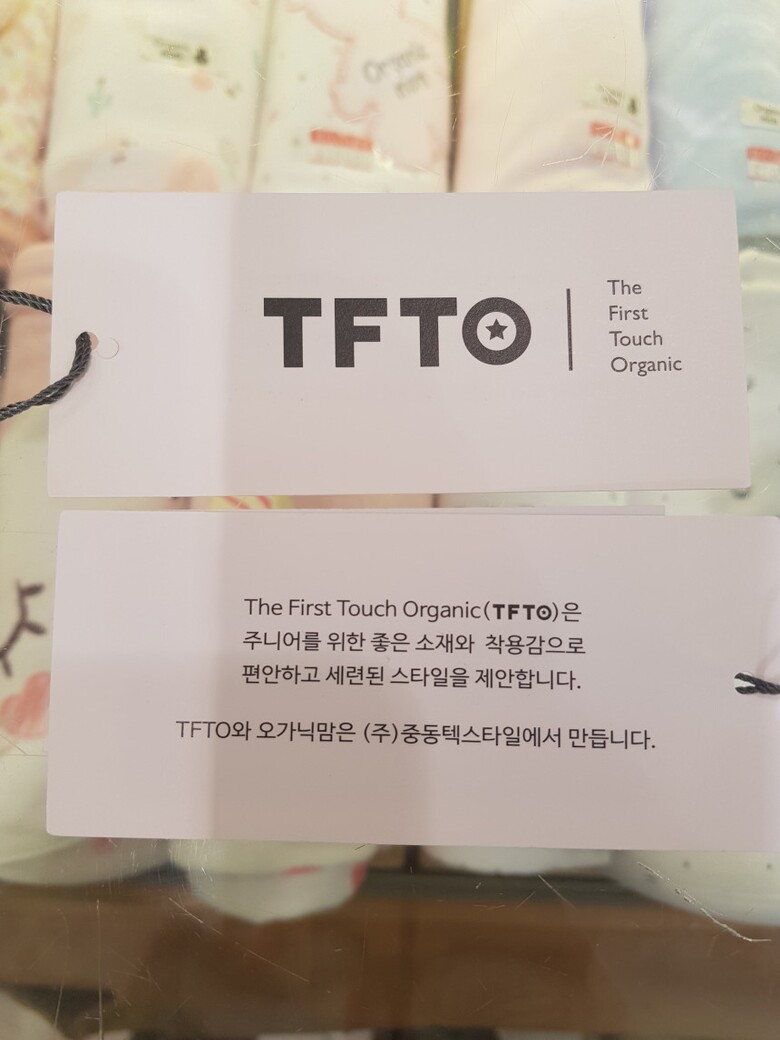 Organic
mom
TFTO
The
First
Touch
Organic
The First Touch Organic(TFTO)은
주니어를 위한 좋은 소재와 착용감으로
편안하고 세련된 스타일을 제안합니다.
TFTO와 오가닉맘은 (주)중동텍스타일에서 만듭니다.